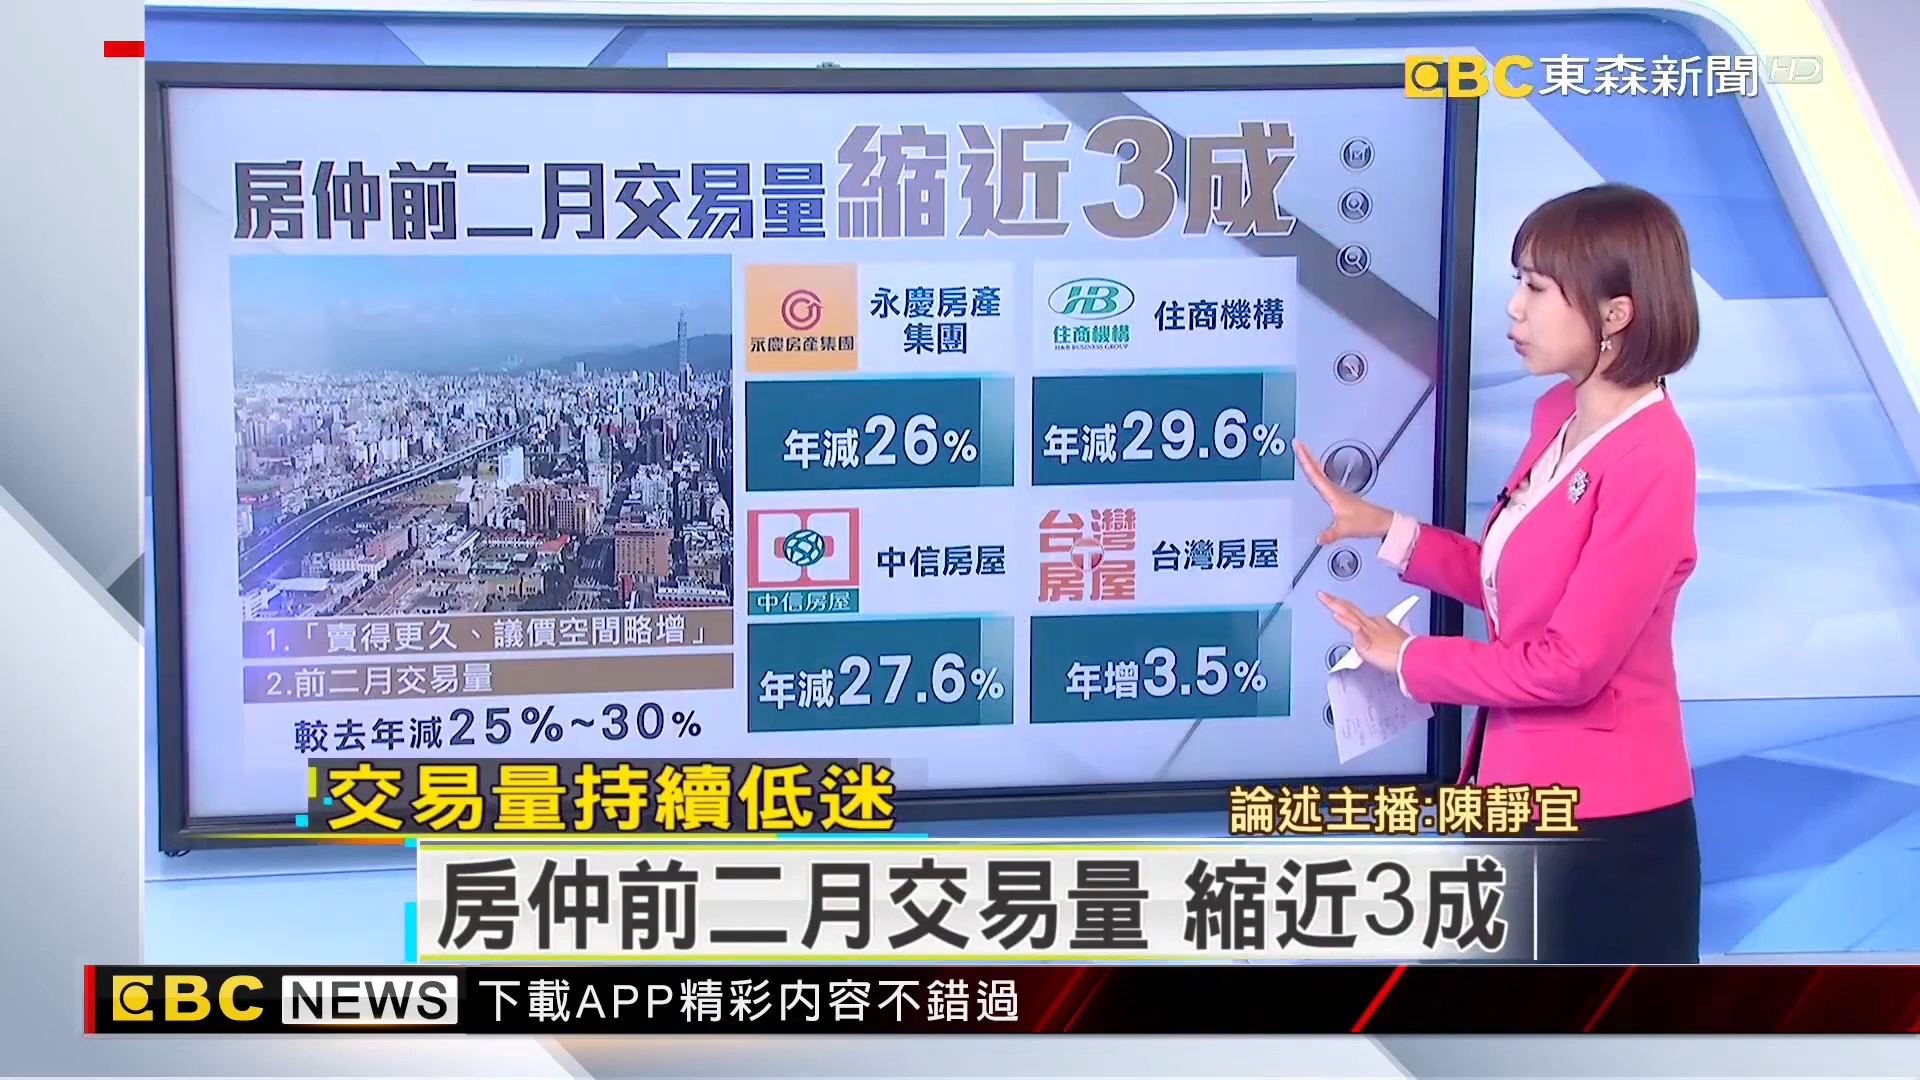 EBC東森新聞 HD
房仲前二月交易量縮近3成
永慶房產集團
永慶房產
集團
住商機構
H&B BUSINESS GROUP
住商機構
年減26%
年減29.6%
中信房屋
中信房屋
台灣房屋
台灣房屋
年減27.6%
年增3.5%
1.「賣得更久、議價空間略增」
2.前二月交易量
較去年減25%~30%
交易量持續低迷
論述主播:陳靜宜
房仲前二月交易量 縮近3成
EBC NEWS 下載APP精彩內容不錯過